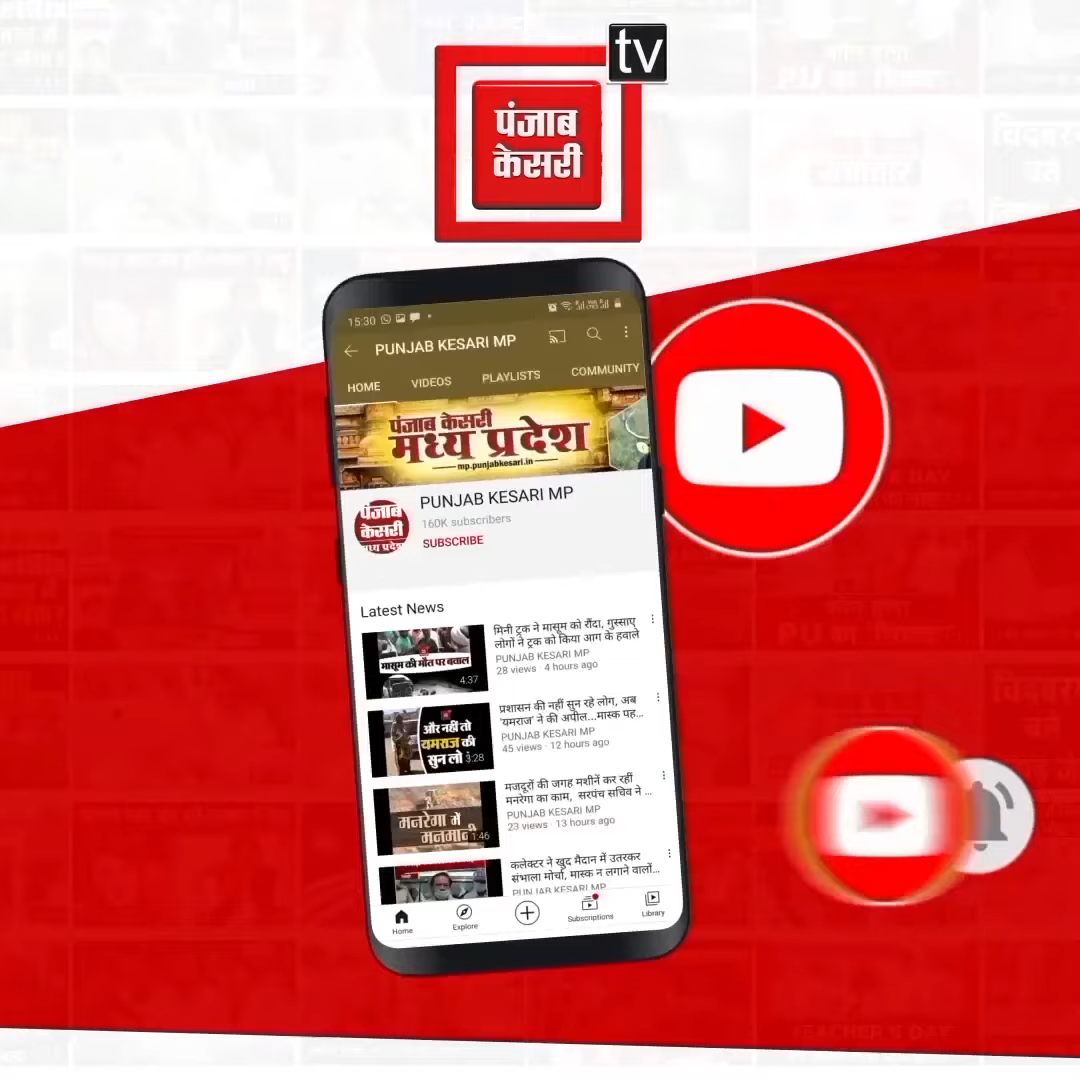 tv
पंजाब
केसरी
15:30
PUNJAB KESARI MP
HOME VIDEOS PLAYLISTS COMMUNITY
पंजाब केसरी
मध्य प्रदेश
mp.punjabkesari.in
पंजाब
केसरी
PUNJAB KESARI MP
160K subscribers
SUBSCRIBE
Latest News
मासूम की मौत पर बवाल
4:37
मिनी ट्रक ने मासूम को रौंदा, गुस्साए
लोगों ने ट्रक को किया आग के हवाले
PUNJAB KESARI MP
28 views · 4 hours ago
और नहीं तो
यमराज की
सुन लो
3:28
प्रशासन की नहीं सुन रहे लोग, अब
'यमराज' ने की अपील...मास्क पह...
PUNJAB KESARI MP
45 views · 12 hours ago
मनरेगा में
1:46
मजदूरों की जगह मशीनें कर रहीं
मनरेगा का काम, सरपंच सचिव ने ...
PUNJAB KESARI MP
23 views · 13 hours ago
कलेक्टर ने खुद मैदान में उतरकर
संभाला मोर्चा, मास्क न लगाने वालों...
PUNJAB KESARI MP
Home Explore Subscriptions Library
TEACHER'S DAY